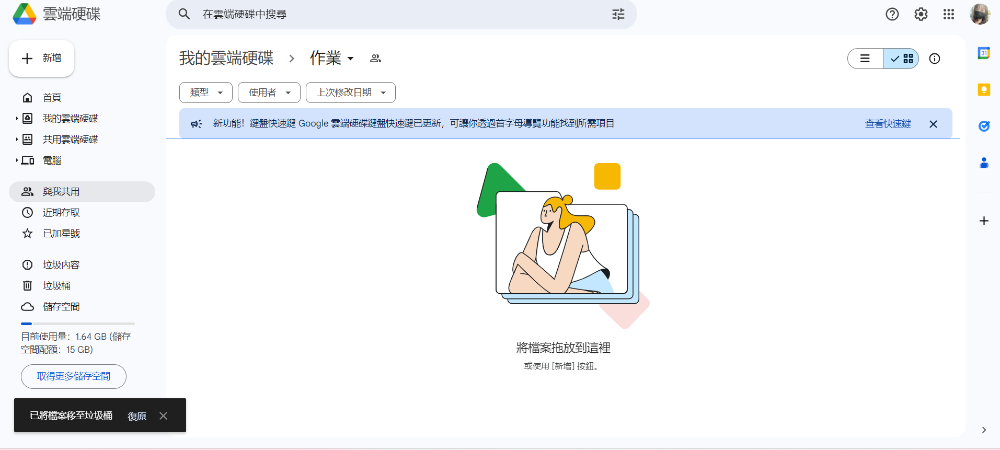 雲端硬碟
在雲端硬碟中搜尋
新增
首頁
我的雲端硬碟
共用雲端硬碟
電腦
與我共用
近期存取
已加星號
垃圾內容
垃圾桶
儲存空間
目前使用量：1.64 GB (儲存
空間配額：15 GB)
取得更多儲存空間
已將檔案移至垃圾桶 復原
我的雲端硬碟 作業
類型 使用者 上次修改日期
新功能！鍵盤快速鍵 Google 雲端硬碟鍵盤快速鍵已更新，可讓你透過首字母導覽功能找到所需項目 查看快速鍵
將檔案拖放到這裡
或使用 [新增] 按鈕。
31